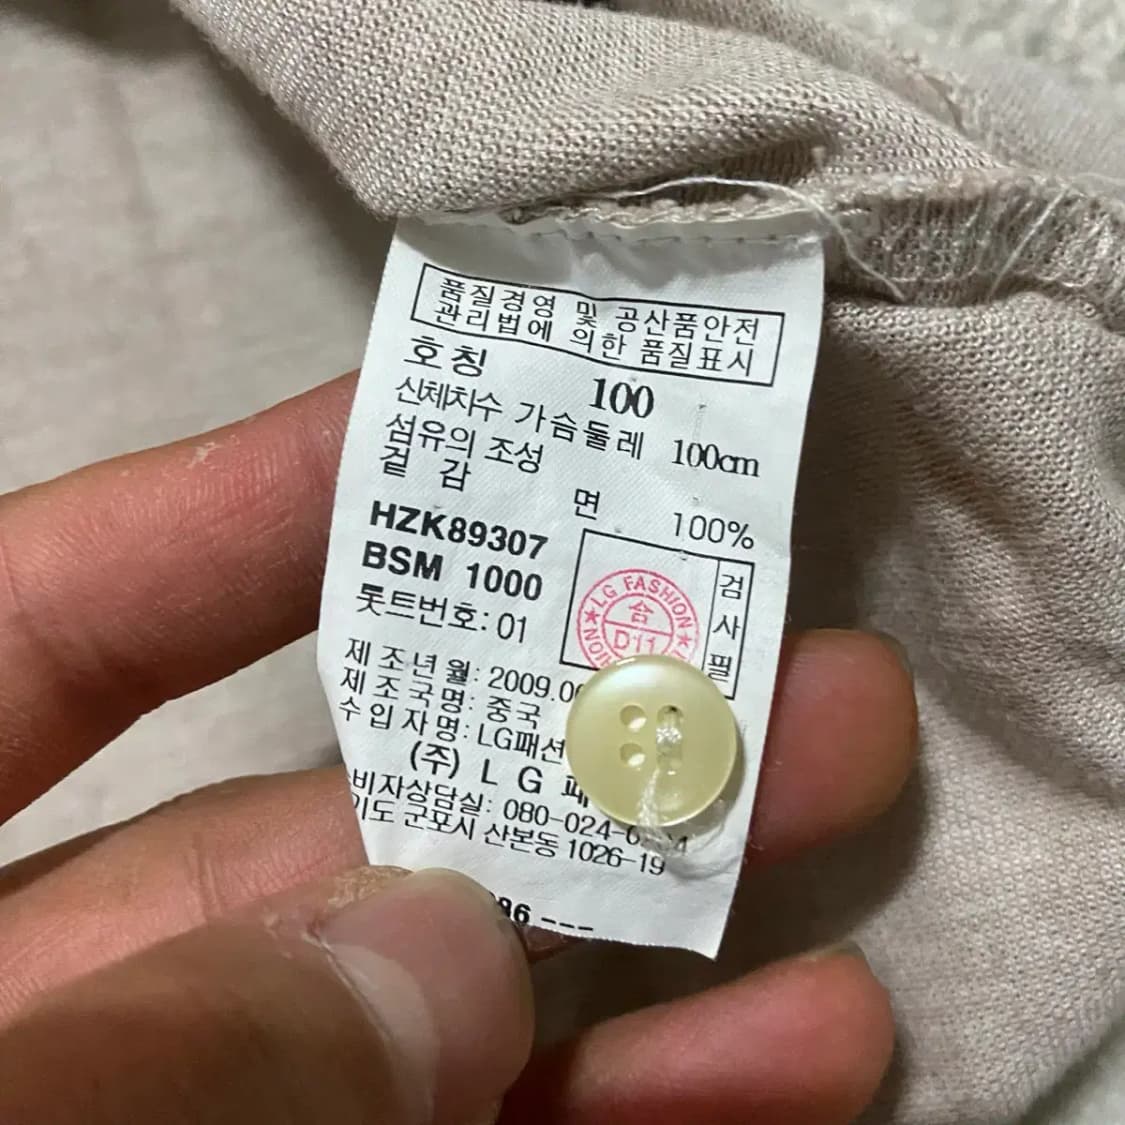 품질경영 및 공산품안전
관리법에 의한 품질표시
호칭 100
신체치수 가슴둘레 100cm
섬유의 조성
겉감 면 100%
HZK89307
BSM 1000
롯트번호: 01
검사필
LG FASHION
合
D11
제조년월: 2009.0
제조국명: 중국
수입자명: LG패션
(주) L G 패
비자상담실: 080-024-
기도 군포시 산본동 1026-19
86 ---